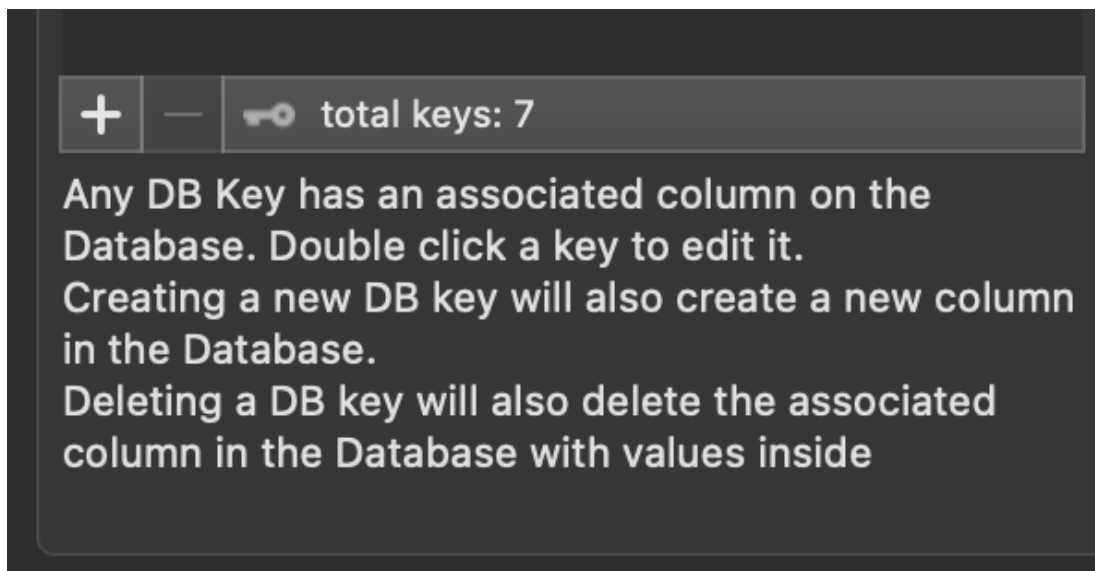 total keys: 7
Any DB Key has an associated column on the
Database. Double click a key to edit it.
Creating a new DB key will also create a new column
in the Database.
Deleting a DB key will also delete the associated
column in the Database with values inside